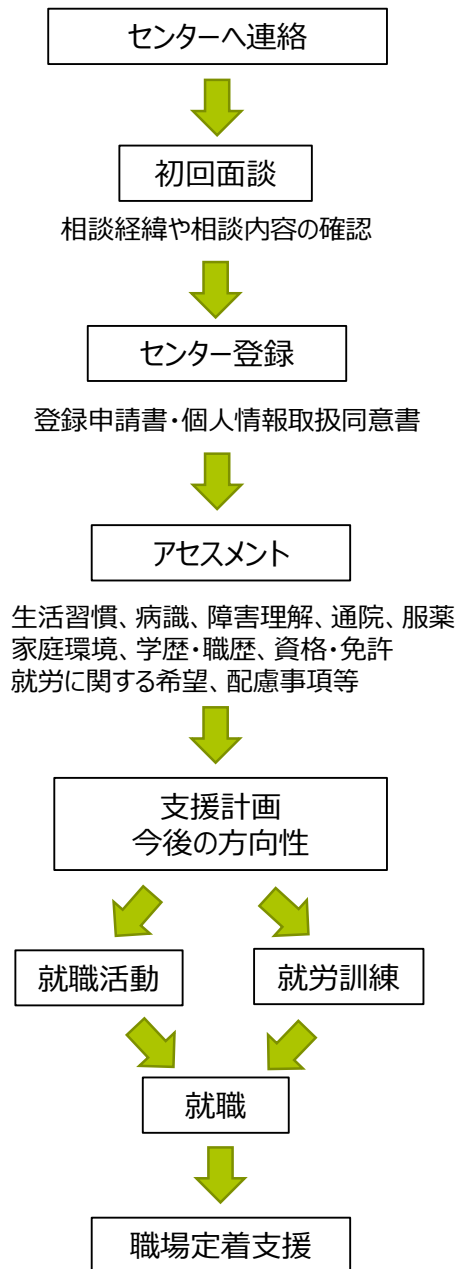 センターへ連絡
初回面談
相談経緯や相談内容の確認
センター登録
登録申請書・個人情報取扱同意書
アセスメント
生活習慣、病識、障害理解、通院、服薬
家庭環境、学歴・職歴、資格・免許
就労に関する希望、配慮事項等
支援計画
今後の方向性
就職活動
就労訓練
就職
職場定着支援